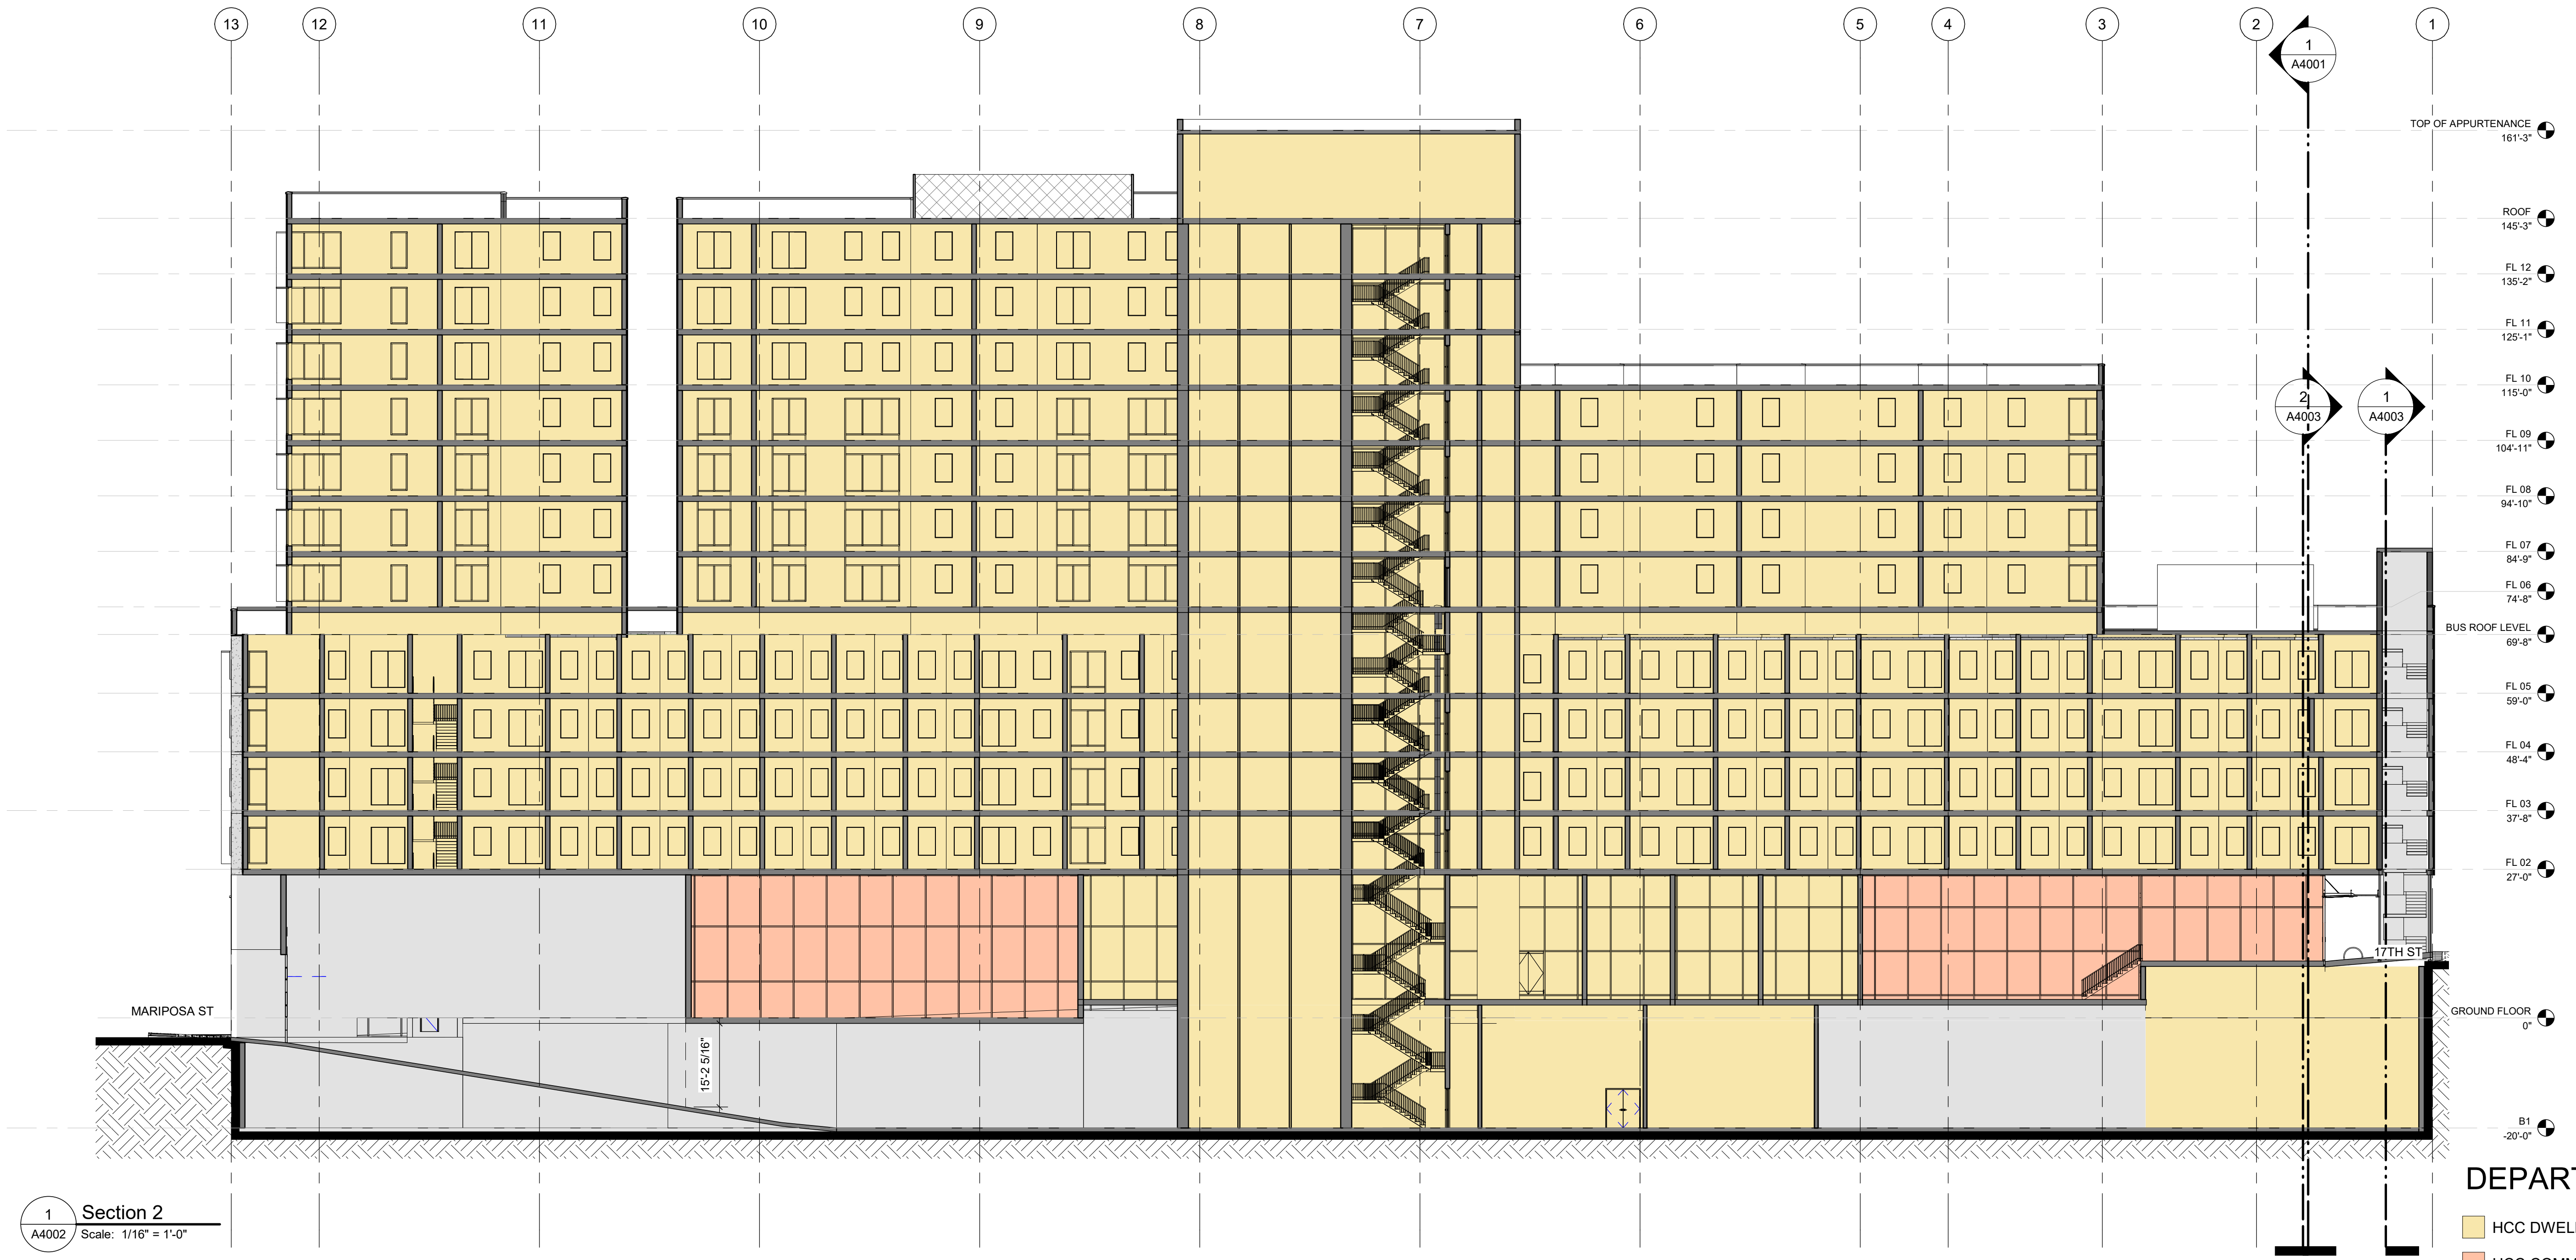 13
12
11
10
9
8
7
6
5
4
3
2
1
1
A4001
TOP OF APPURTENANCE
161'-3"
ROOF
145'-3"
FL 12
135'-2"
FL 11
125'-1"
FL 10
115'-0"
2
A4003
1
A4003
FL 09
104'-11"
FL 08
94'-10"
FL 07
84'-9"
FL 06
74'-8"
BUS ROOF LEVEL
69'-8"
FL 05
59'-0"
FL 04
48'-4"
FL 03
37'-8"
FL 02
27'-0"
17TH ST
MARIPOSA ST
GROUND FLOOR
0"
15'-2 5/16"
B1
-20'-0"
DEPAR
HCC DWEL
1
A4002
Section 2
Scale: 1/16" = 1'-0"